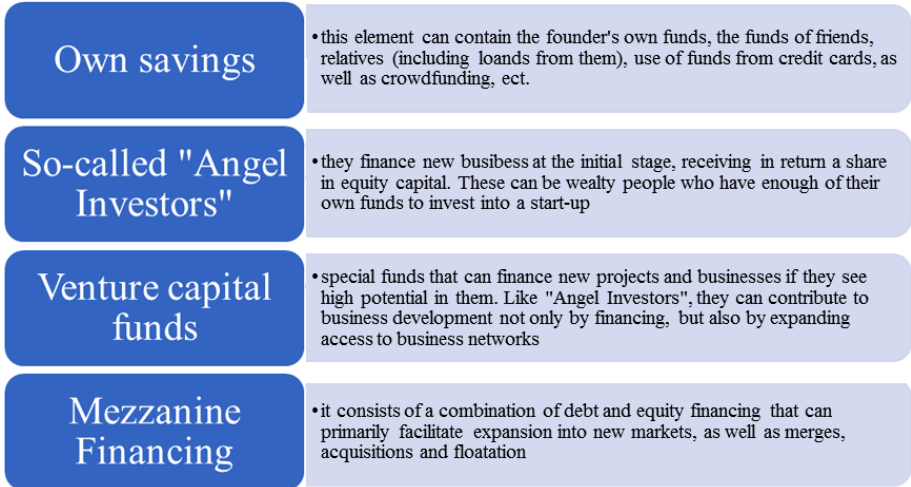 Own savings
•this element can contain the founder's own funds, the funds of friends,
relatives (including loands from them), use of funds from credit cards, as
well as crowdfunding, ect.
So-called "Angel
Investors"
•they finance new busibess at the initial stage, receiving in return a share
in equity capital. These can be wealty people who have enough of their
own funds to invest into a start-up
Venture capital
funds
•special funds that can finance new projects and businesses if they see
high potential in them. Like "Angel Investors", they can contribute to
business development not only by financing, but also by expanding
access to business networks
Mezzanine
Financing
•it consists of a combination of debt and equity financing that can
primarily facilitate expansion into new markets, as well as merges,
acquisitions and floatation